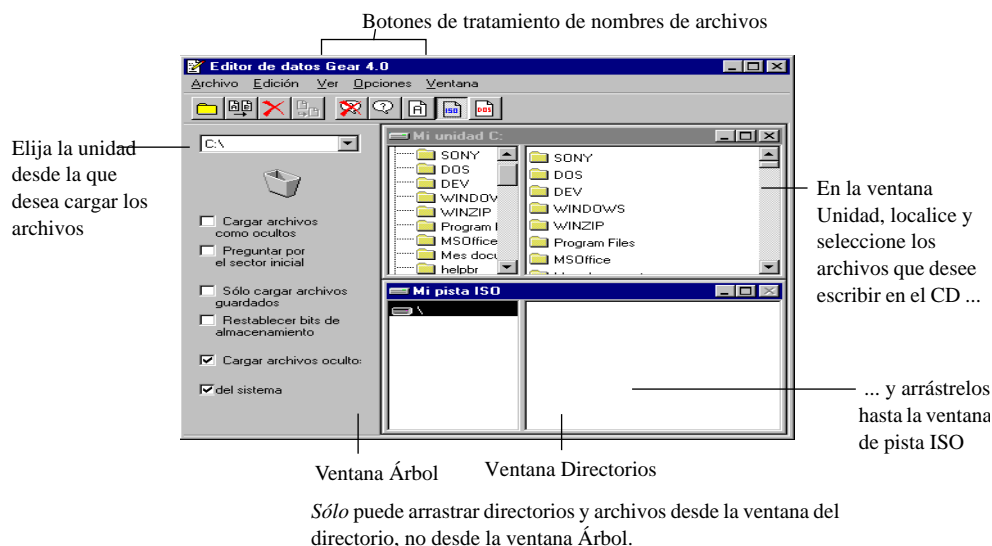 Botones de tratamiento de nombres de archivos
Editor de datos Gear 4.0
Archivo Edición Ver Opciones Ventana
A ISO DOS
Elija la unidad
desde la que
desea cargar los
archivos
C:\
Cargar archivos
como ocultos
Preguntar por
el sector inicial
Sólo cargar archivos
guardados
Restablecer bits de
almacenamiento
Cargar archivos oculto
del sistema
Mi unidad C:
SONY
DOS
DEV
WINDOV
WINZIP
Program
MSOffice
Mes docu
helpbr
SONY
DOS
DEV
WINDOWS
WINZIP
Program Files
MSOffice
En la ventana
Unidad, localice y
seleccione los
archivos que desee
escribir en el CD ...
Mi pista ISO
\
... y arrástrelos
hasta la ventana
de pista ISO
Ventana Árbol
Ventana Directorios
Sólo puede arrastrar directorios y archivos desde la ventana del
directorio, no desde la ventana Árbol.